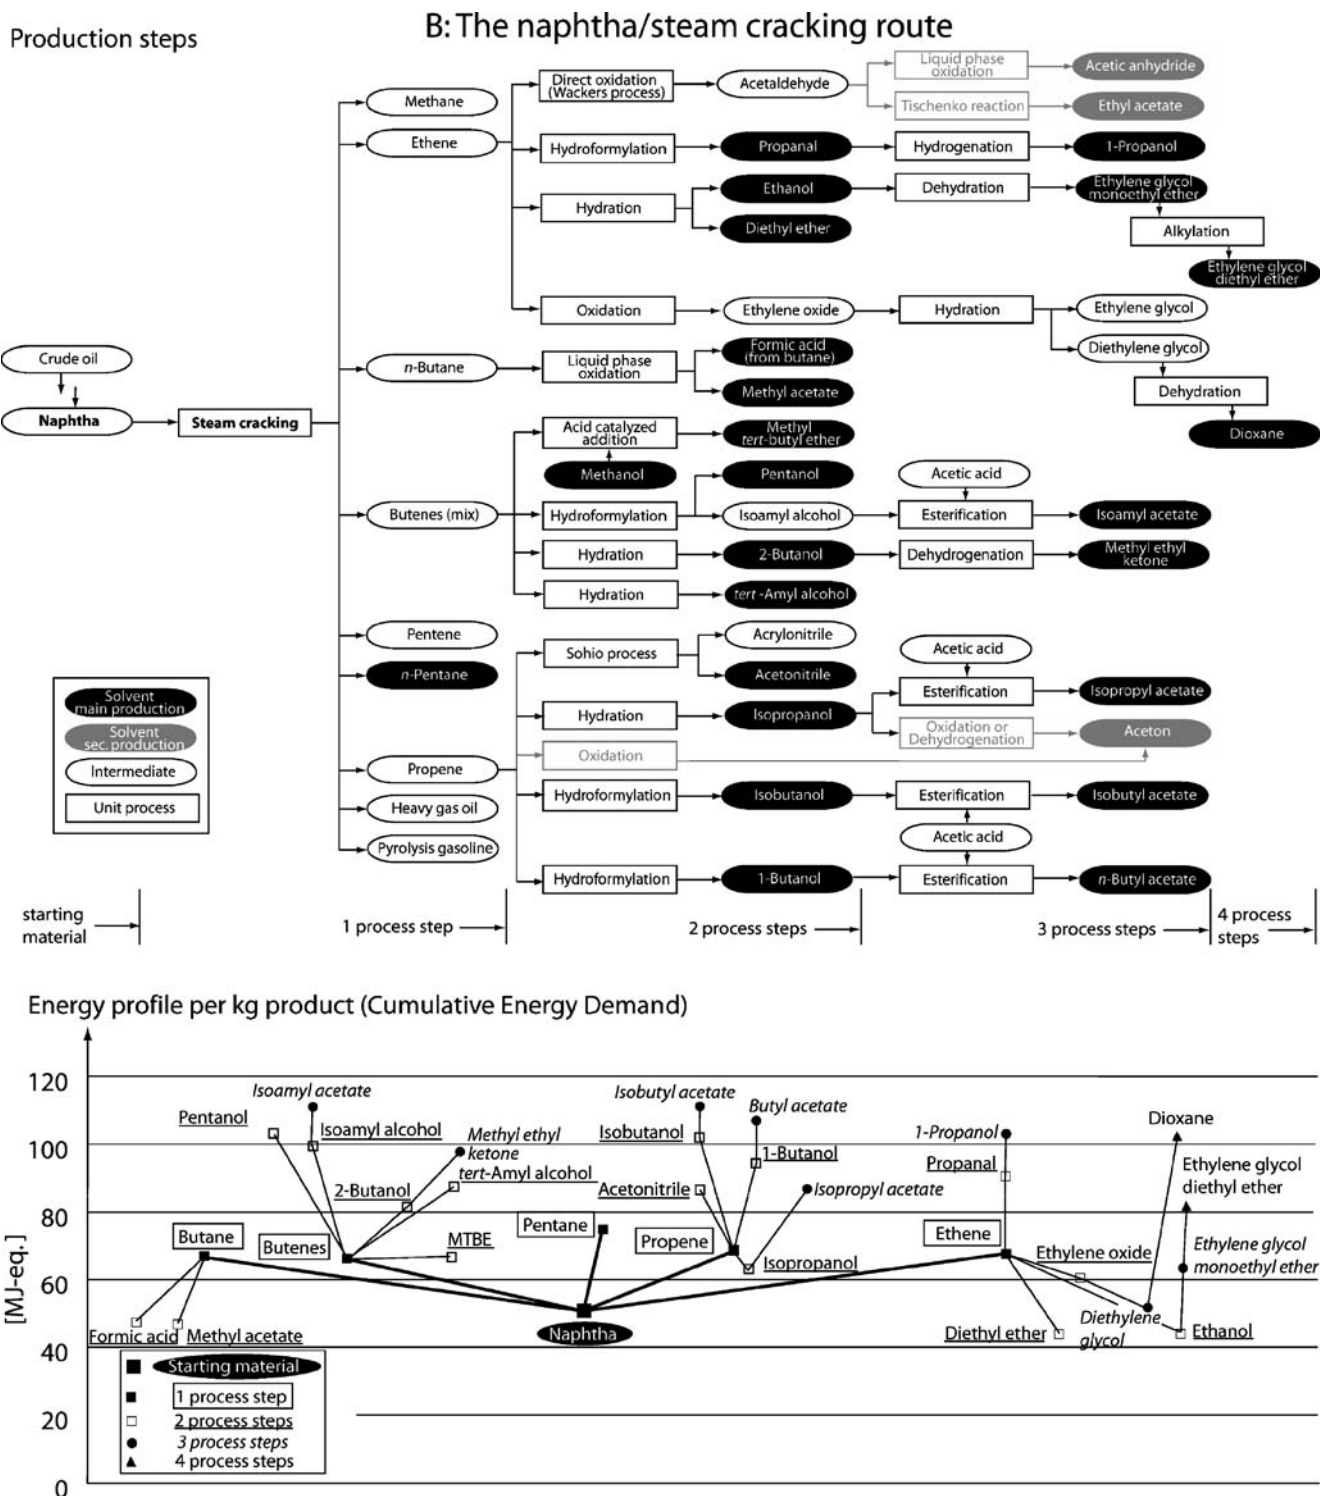 B: The naphtha/steam cracking route
Production steps
Liquid phase
oxidation
Acetic anhydride
Direct oxidation
(Wackers process)
Acetaldehyde
Methane
Tischenko reaction
Ethyl acetate
Ethene
Hydroformylation
Propanal
Hydrogenation
1-Propanol
Ethanol
Dehydration
Ethylene glycol
monoethyl ether
Hydration
Diethyl ether
Alkylation
Ethylene glycol
diethyl ether
Oxidation
Ethylene oxide
Hydration
Ethylene glycol
Diethylene glycol
Crude oil
n-Butane
Liquid phase
oxidation
Formic acid
(from butane)
Methyl acetate
Dehydration
Naphtha
Steam cracking
Dioxane
Acid catalyzed
addition
Methyl
tert-butyl ether
Methanol
Pentanol
Acetic acid
Butenes (mix)
Hydroformylation
Isoamyl alcohol
Esterification
Isoamyl acetate
Hydration
2-Butanol
Dehydrogenation
Methyl ethyl
ketone
Hydration
tert -Amyl alcohol
Pentene
Sohio process
Acrylonitrile
Acetic acid
n-Pentane
Acetonitrile
Esterification
Isopropyl acetate
Solvent
main production
Hydration
Isopropanol
Oxidation or
Dehydrogenation
Aceton
Solvent
sec. production
Oxidation
Intermediate
Propene
Unit process
Hydroformylation
Isobutanol
Esterification
Isobutyl acetate
Heavy gas oil
Acetic acid
Pyrolysis gasoline
Hydroformylation
1-Butanol
Esterification
n-Butyl acetate
starting
material
1 process step
2 process steps
3 process steps
4 process
steps
Energy profile per kg product (Cumulative Energy Demand)
120
100
80
60
40
20
0
[MJ-eq.]
Isoamyl acetate
Pentanol
Isoamyl alcohol
Methyl ethyl
ketone
tert-Amyl alcohol
2-Butanol
Butane
Butenes
MTBE
Formic acid
Methyl acetate
Isobutyl acetate
Butyl acetate
Isobutanol
1-Butanol
Acetonitrile
Isopropyl acetate
Pentane
Propene
Isopropanol
Naphtha
1-Propanol
Propanal
Ethene
Dioxane
Ethylene glycol
diethyl ether
Ethylene oxide
Ethylene glycol
monoethyl ether
Diethyl ether
Diethylene
glycol
Ethanol
Starting material
1 process step
2 process steps
3 process steps
4 process steps